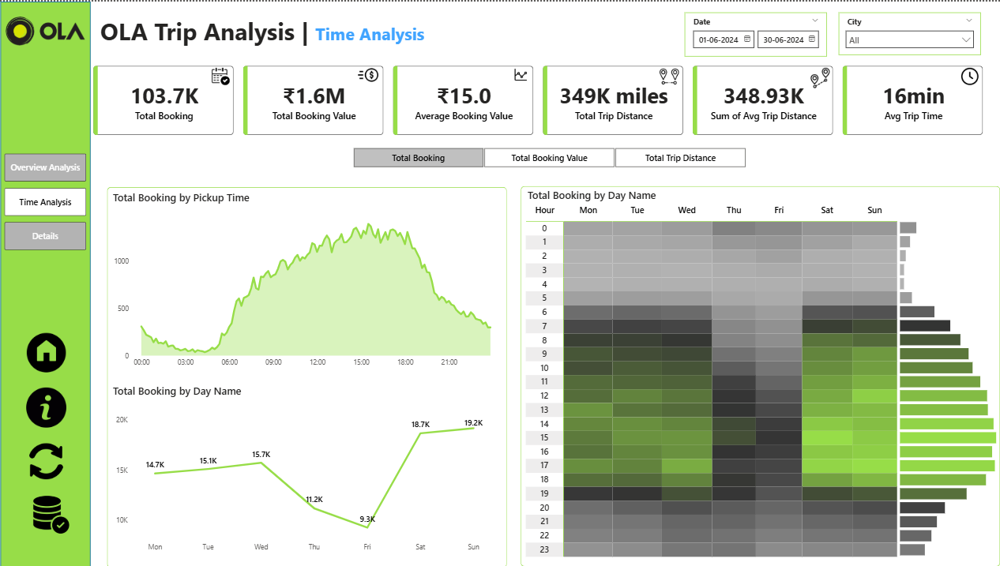 OLA
OLA Trip Analysis | Time Analysis
Date
01-06-2024 30-06-2024
City
All
103.7K
Total Booking
₹1.6M
Total Booking Value
₹15.0
Average Booking Value
349K miles
Total Trip Distance
348.93K
Sum of Avg Trip Distance
16min
Avg Trip Time
Overview Analysis
Time Analysis
Details
Total Booking Total Booking Value Total Trip Distance
Total Booking by Pickup Time
1000
500
0
00:00 03:00 06:00 09:00 12:00 15:00 18:00 21:00
Total Booking by Day Name
20K
15K
10K
14.7K 15.1K 15.7K 11.2K 9.3K 18.7K 19.2K
Mon Tue Wed Thu Fri Sat Sun
Total Booking by Day Name
Hour Mon Tue Wed Thu Fri Sat Sun
0
1
2
3
4
5
6
7
8
9
10
11
12
13
14
15
16
17
18
19
20
21
22
23